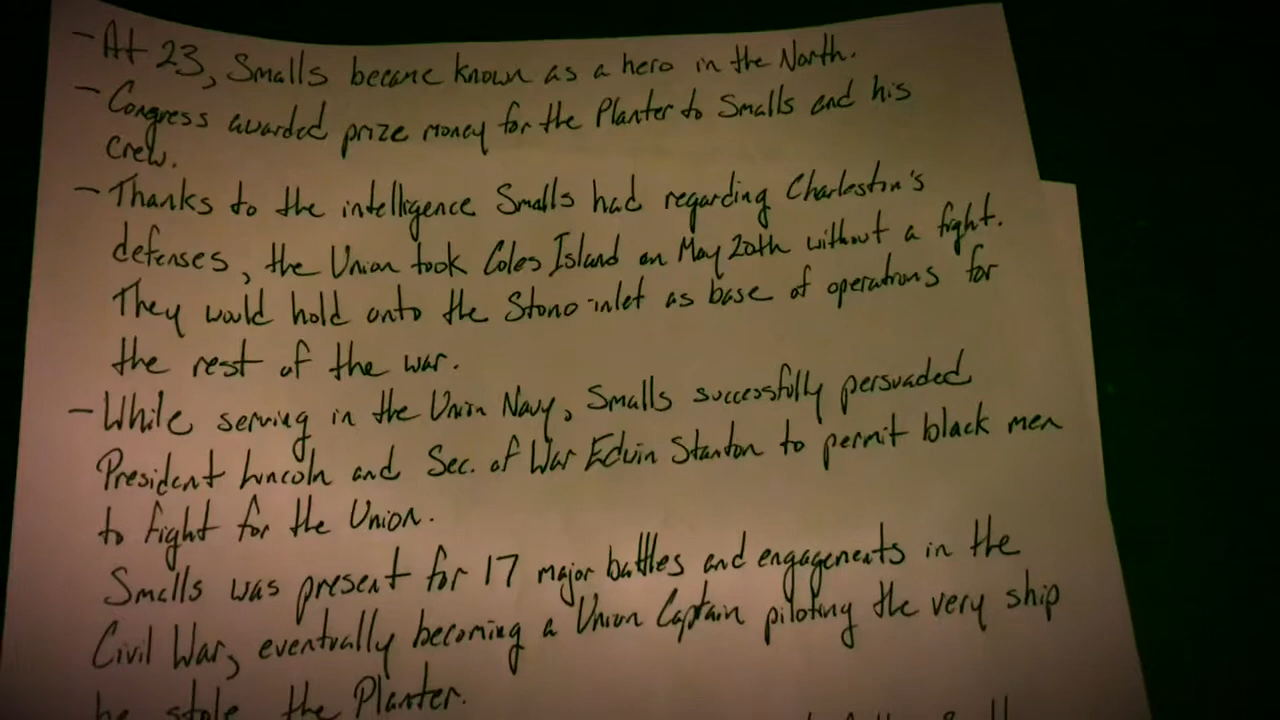 - At 23, Smalls became known as a hero in the North.
- Congress awarded prize money for the Planter to Smalls and his
crew.
- Thanks to the intelligence Smalls had regarding Charleston's
defenses, the Union took Coles Island on May 20th without a fight.
They would hold onto the Stono inlet as base of operations for
the rest of the war.
- While serving in the Union Navy, Smalls successfully persuaded
President Lincoln and Sec. of War Edwin Stanton to permit black men
to fight for the Union.
Smalls was present for 17 major battles and engagements in the
Civil War, eventually becoming a Union Captain piloting the very ship
he stole, the Planter.